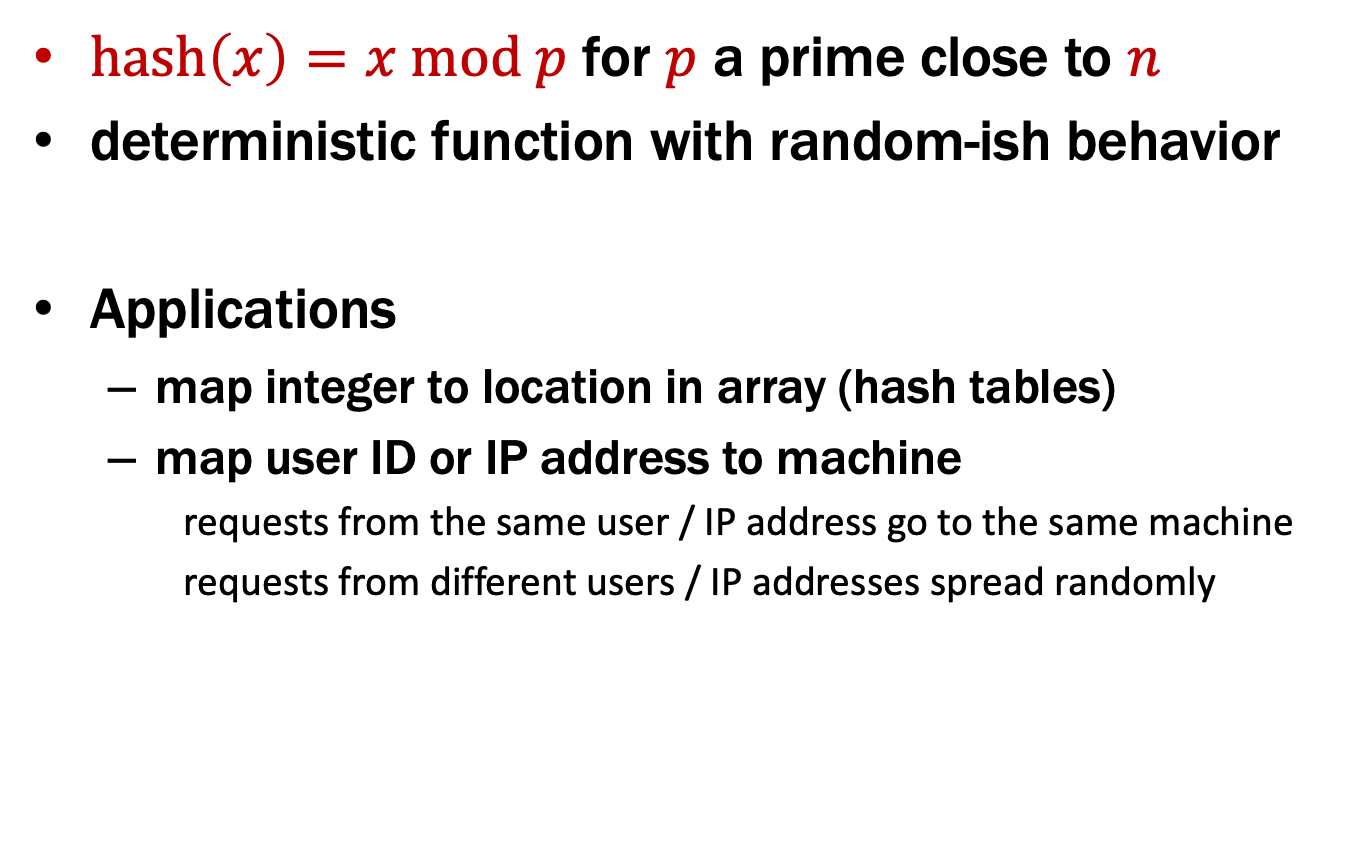 • hash(x) = x mod p for p a prime close to n
• deterministic function with random-ish behavior
• Applications
– map integer to location in array (hash tables)
– map user ID or IP address to machine
requests from the same user / IP address go to the same machine
requests from different users / IP addresses spread randomly